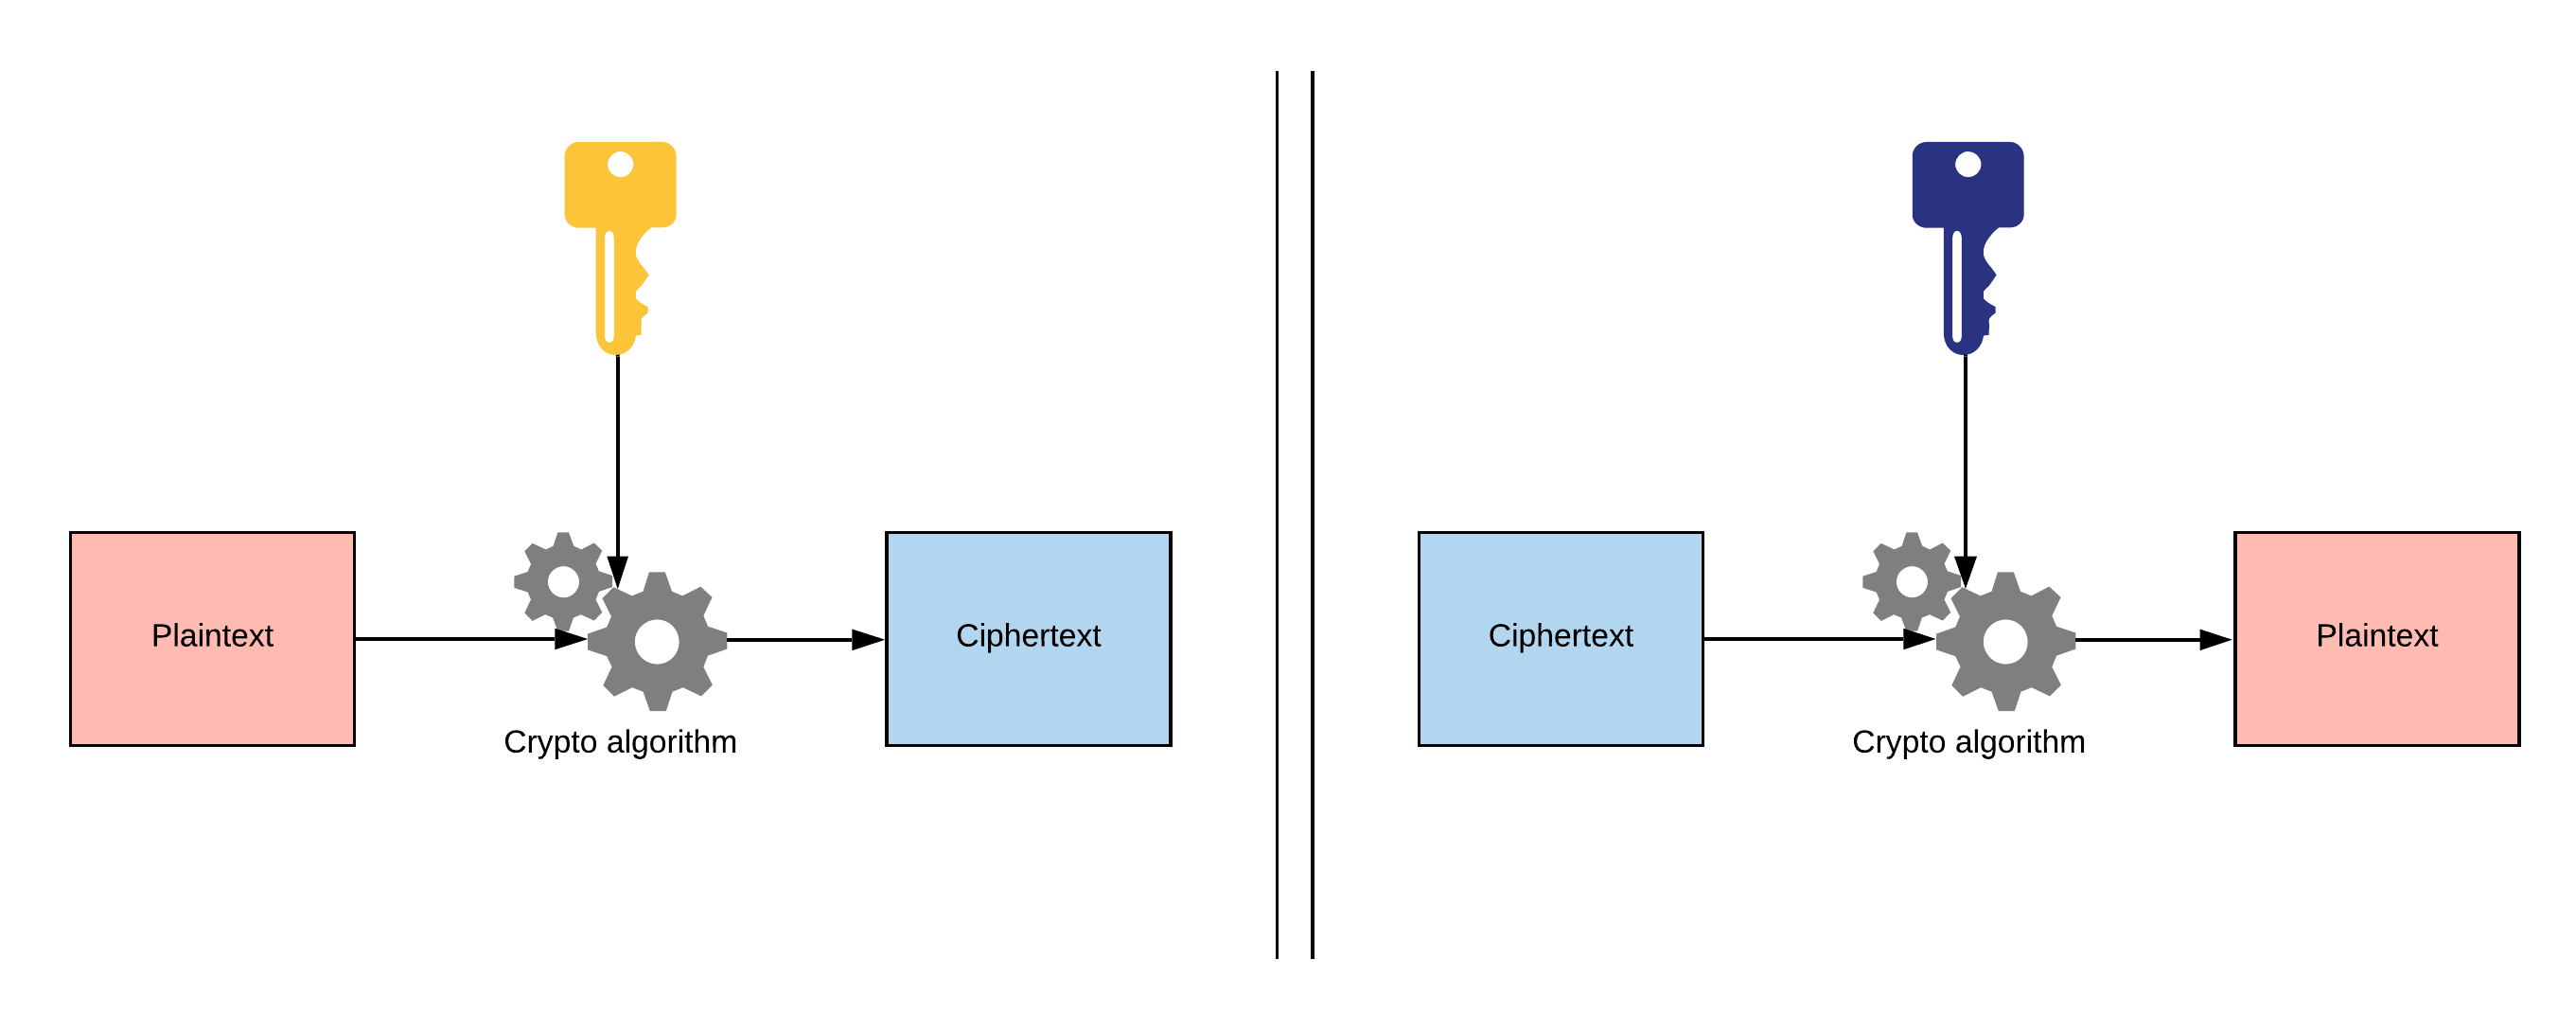 Plaintext
Crypto algorithm
Ciphertext
Ciphertext
Crypto algorithm
Plaintext